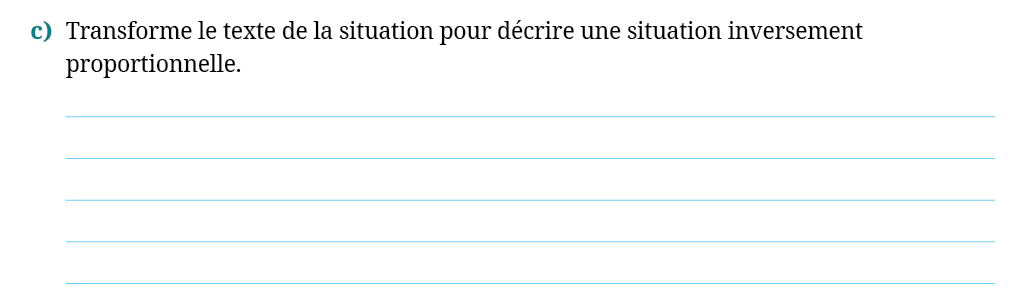 c) Transforme le texte de la situation pour décrire une situation inversement
proportionnelle.